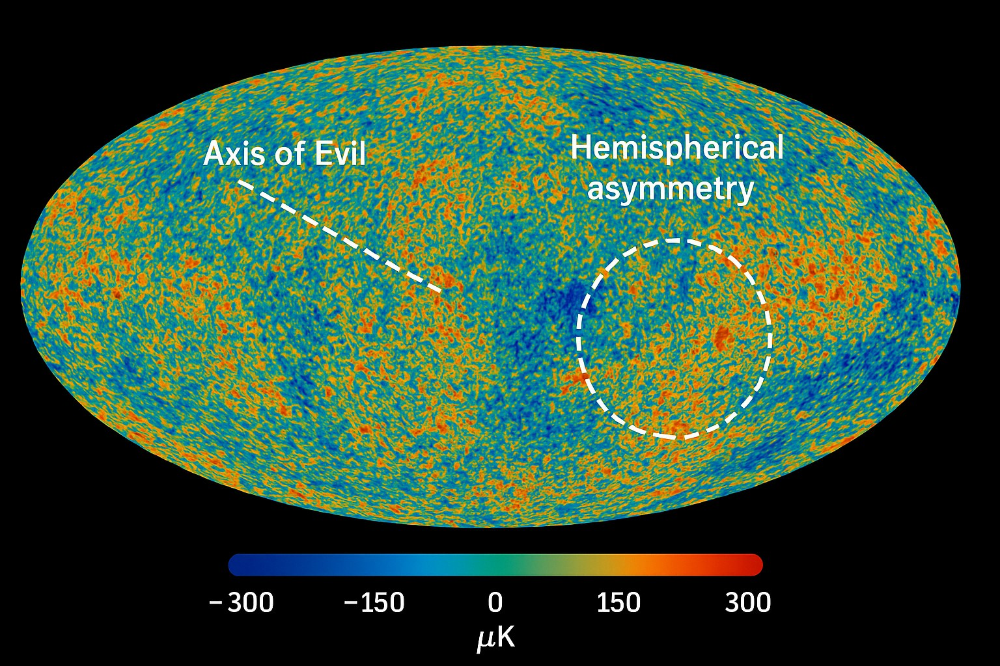 Axis of Evil
Hemispherical
asymmetry
−300 −150 0 150 300
μK